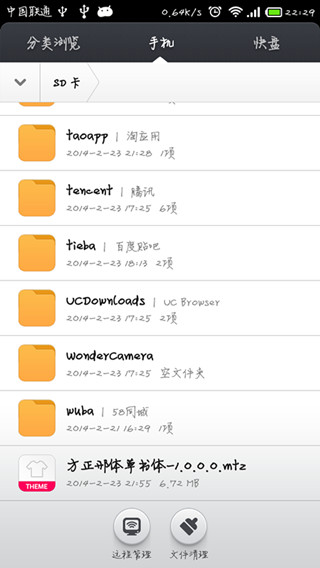 中国联通 0.64K/s 22:29
分类浏览 手机 快盘
SD卡
taoapp | 淘应用
2014-2-23 21:28 1项
tencent | 腾讯
2014-2-23 17:25 6项
tieba | 百度贴吧
2014-2-23 18:13 2项
UCDownloads | UC Browser
2014-2-23 17:25 2项
WonderCamera
2014-2-23 17:25 空文件夹
wuba | 58同城
2014-2-21 16:29 1项
方正邢体草书体-1.0.0.0.mtz
2014-2-23 21:55 6.72 MB
THEME
远程管理 文件清理